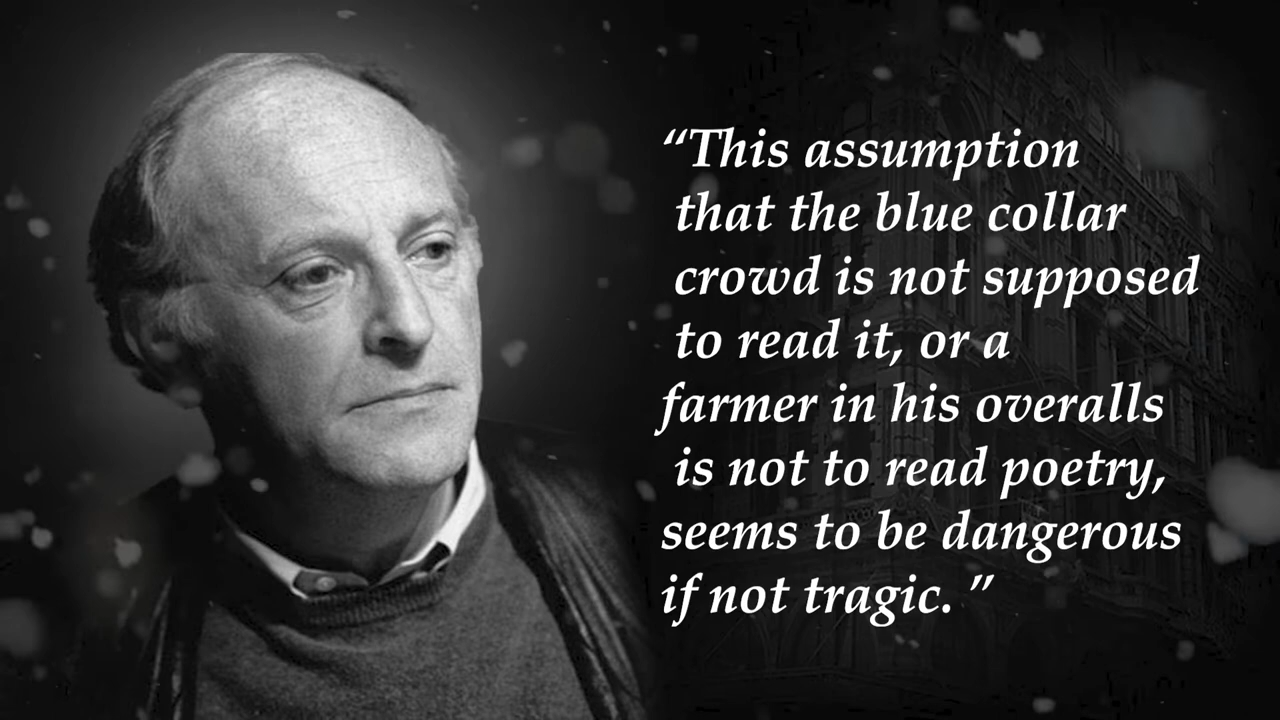 “This assumption
that the blue collar
crowd is not supposed
to read it, or a
farmer in his overalls
is not to read poetry,
seems to be dangerous
if not tragic. ”